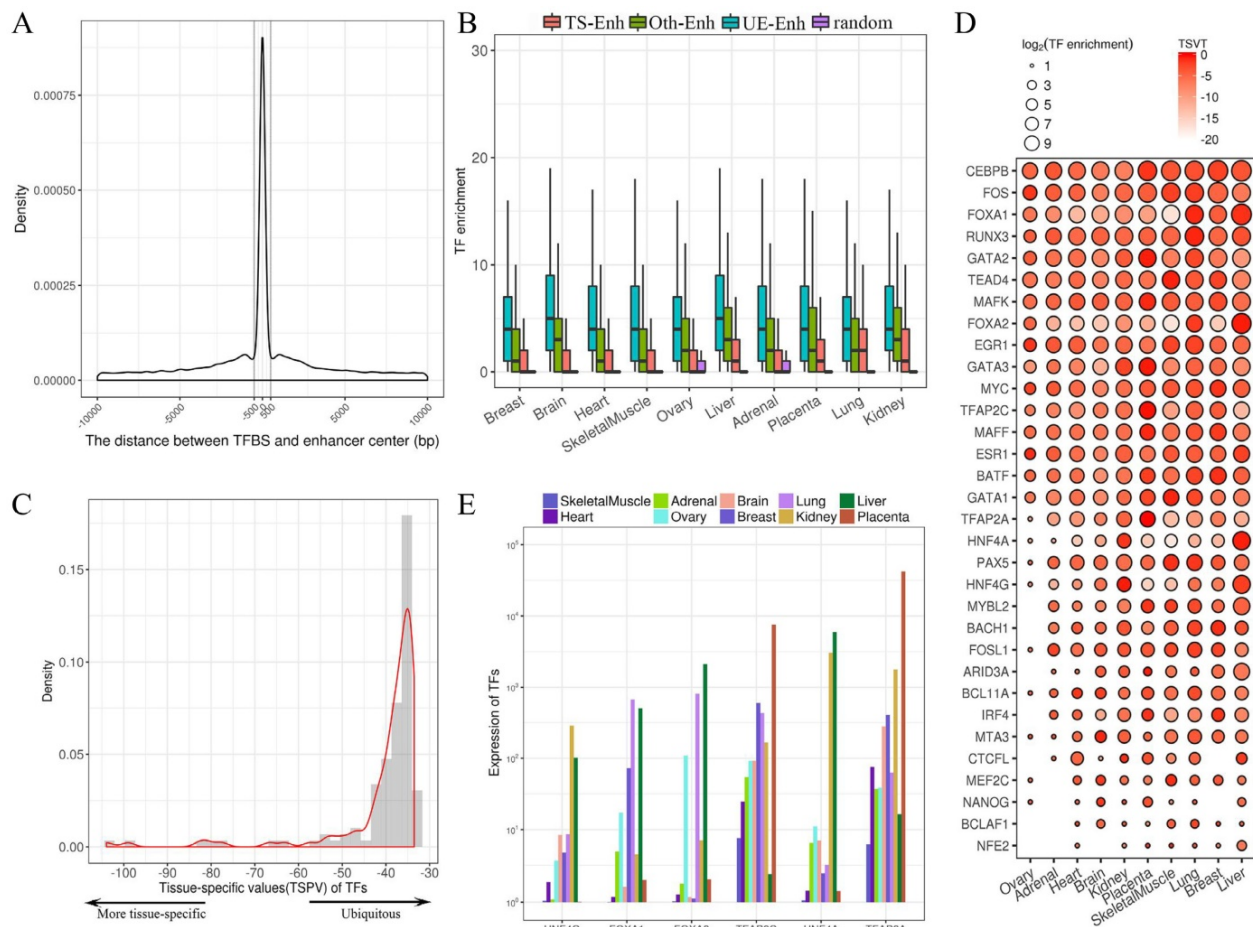 A
0.00075
0.00050
0.00025
0.00000
Density
-10000
-5000
-500
0
500
5000
10000
The distance between TFBS and enhancer center (bp)
B
TS-Enh Oth-Enh UE-Enh random
30
20
10
0
TF enrichment
Breast
Brain
Heart
SkeletalMuscle
Ovary
Liver
Adrenal
Placenta
Lung
Kidney
C
0.15
0.10
0.05
0.00
Density
-100 -90 -80 -70 -60 -50 -40 -30
Tissue-specific values(TSPV) of TFs
More tissue-specific
Ubiquitous
E
SkeletalMuscle Adrenal Brain Lung Liver
Heart Ovary Breast Kidney Placenta
10⁵
10⁴
10³
10²
10¹
10⁰
Expression of TFs
D
log₂(TF enrichment)
1
3
5
7
9
TSVT
0
-5
-10
-15
-20
CEBPB
FOS
FOXA1
RUNX3
GATA2
TEAD4
MAFK
FOXA2
EGR1
GATA3
MYC
TFAP2C
MAFF
ESR1
BATF
GATA1
TFAP2A
HNF4A
PAX5
HNF4G
MYBL2
BACH1
FOSL1
ARID3A
BCL11A
IRF4
MTA3
CTCFL
MEF2C
NANOG
BCLAF1
NFE2
Ovary
Adrenal
Heart
Brain
Kidney
Placenta
SkeletalMuscle
Lung
Breast
Liver